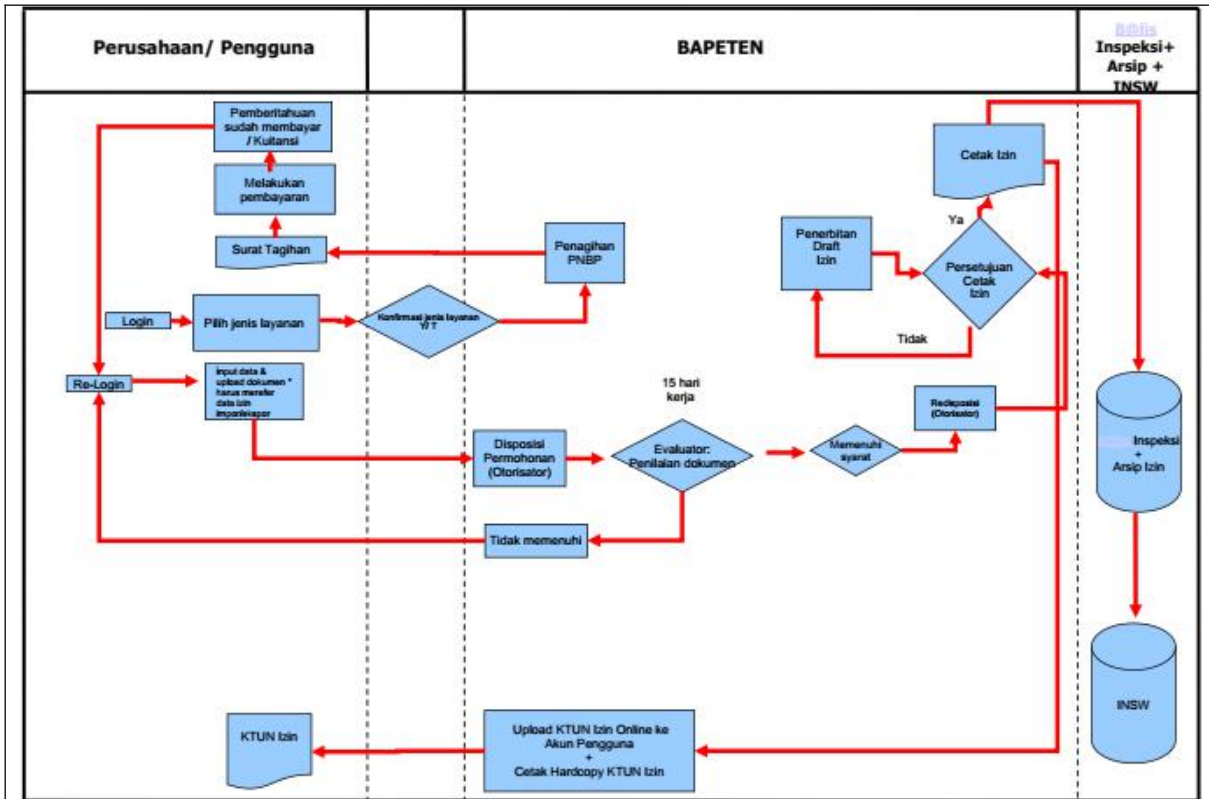 Perusahaan/ Pengguna
BAPETEN
B@lis
Inspeksi+
Arsip +
INSW
Pemberitahuan
sudah membayar
/ Kuitansi
Melakukan
pembayaran
Surat Tagihan
Penagihan
PNBP
Cetak Izin
Ya
Penerbitan
Draft
Izin
Persetujuan
Cetak
Izin
Tidak
Login
Pilih jenis layanan
Konfirmasi jenis layanan
Y/ T
Re-Login
Input data &
upload dokumen *
harus merefer
data izin
impor/ekspor
15 hari
kerja
Disposisi
Permohonan
(Otorisator)
Evaluator:
Penilaian dokumen
Memenuhi
syarat
Redisposisi
(Otorisator)
Inspeksi
+
Arsip Izin
Tidak memenuhi
INSW
KTUN Izin
Upload KTUN Izin Online ke
Akun Pengguna
+
Cetak Hardcopy KTUN Izin